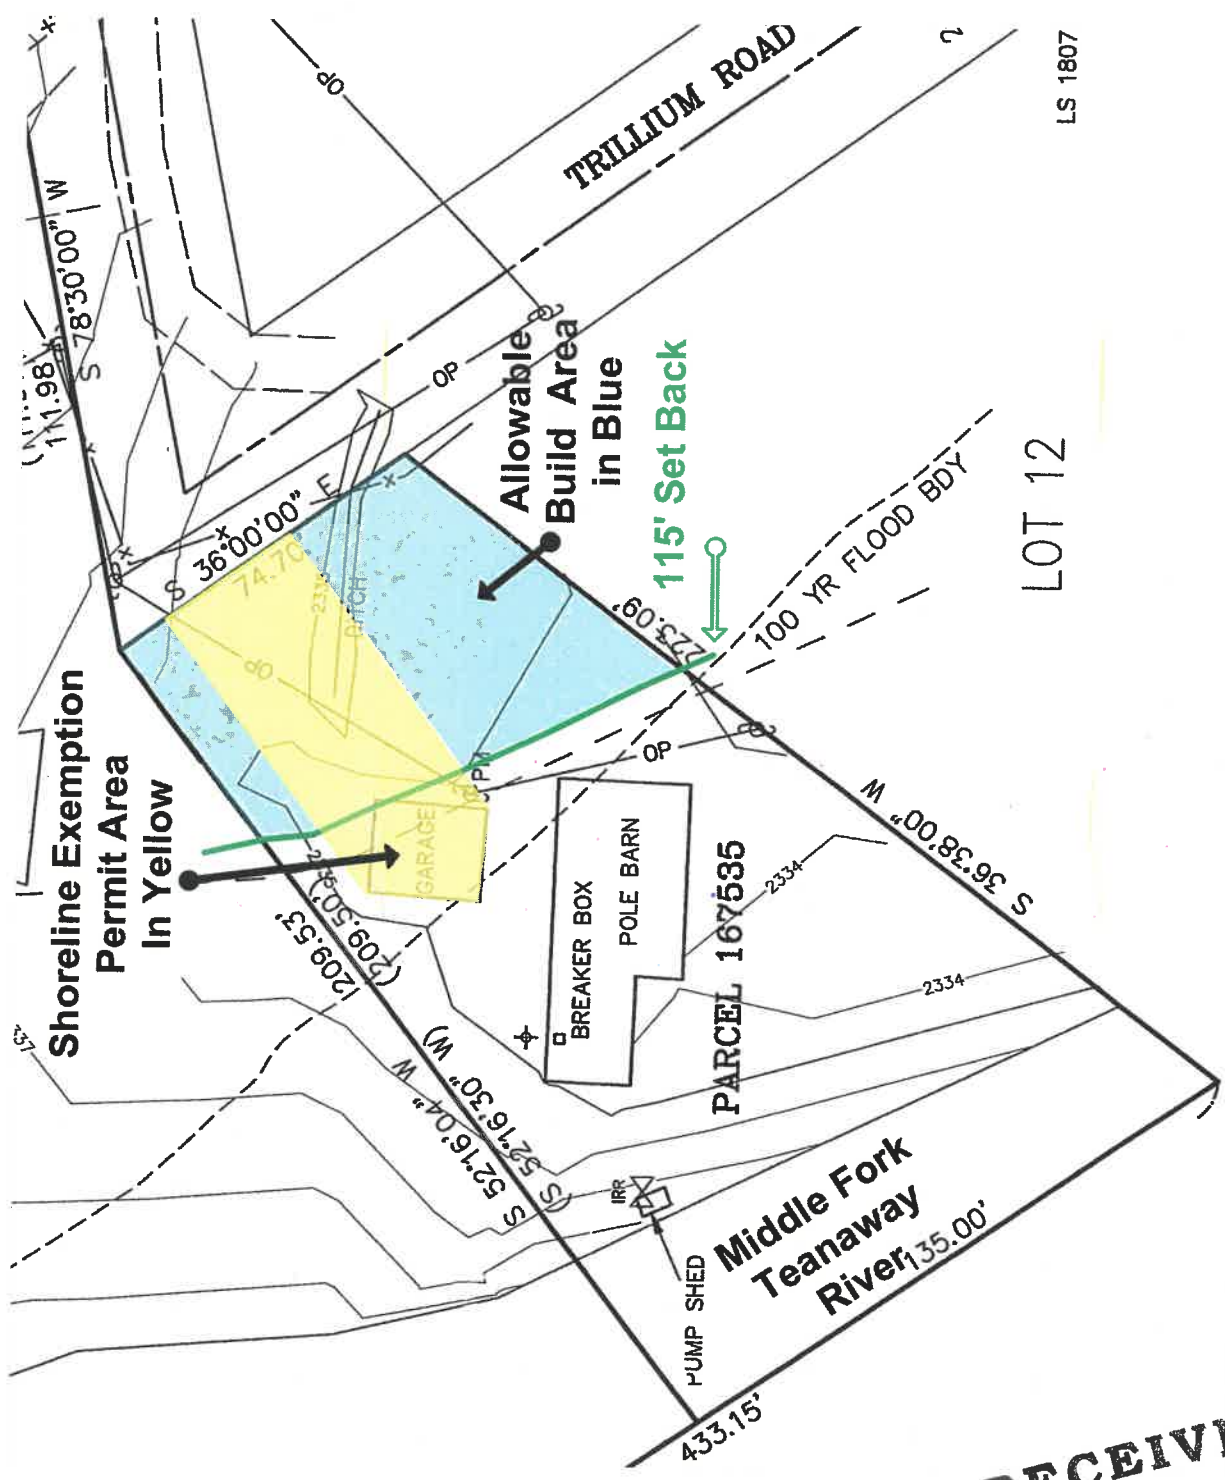 TRILLIUM ROAD
LS 1807
S 78°30'00" W
171.98'
OP
OP
Allowable
Build Area
in Blue
115' Set Back
S 36°00'00" E
74.70
DITCH
OP
223.09'
100 YR FLOOD BDY
LOT 12
Shoreline Exemption
Permit Area
In Yellow
GARAGE
OP
209.53'
(209.50')
BREAKER BOX
POLE BARN
PARCEL 167535
2334
2334
S 36°38'00" W
S 52°16'04" W
(S 52°16'30" W)
IRR
PUMP SHED
Middle Fork
Teanaway
River
135.00'
433.15'